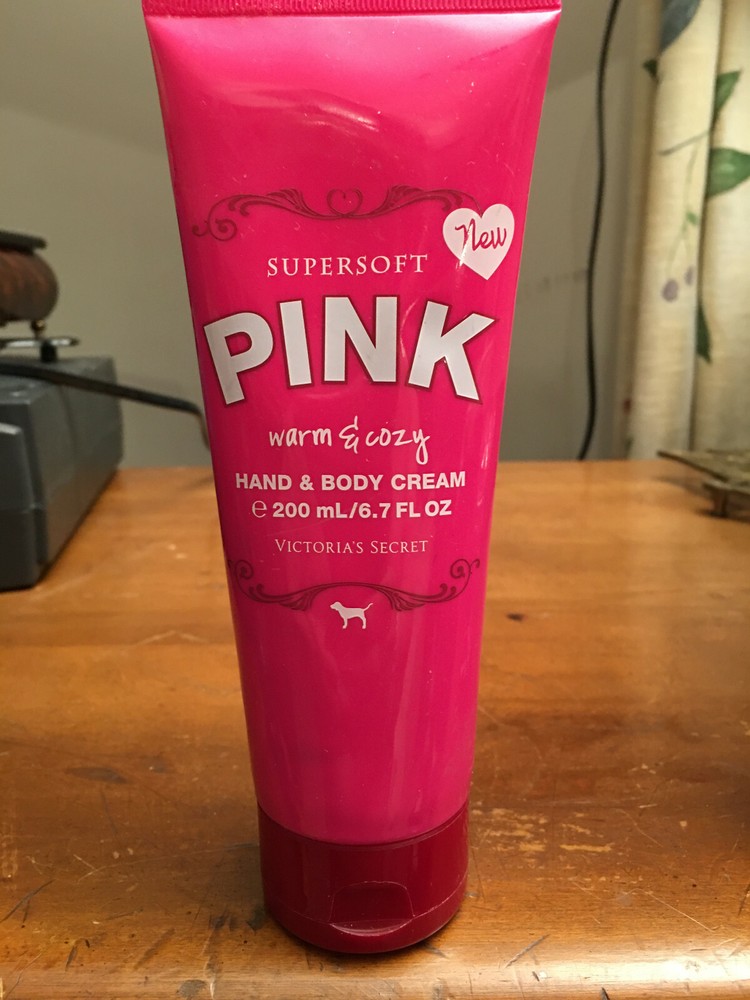 New
SUPERSOFT
PINK
warm & cozy
HAND & BODY CREAM
℮ 200 mL/6.7 FL OZ
VICTORIA'S SECRET